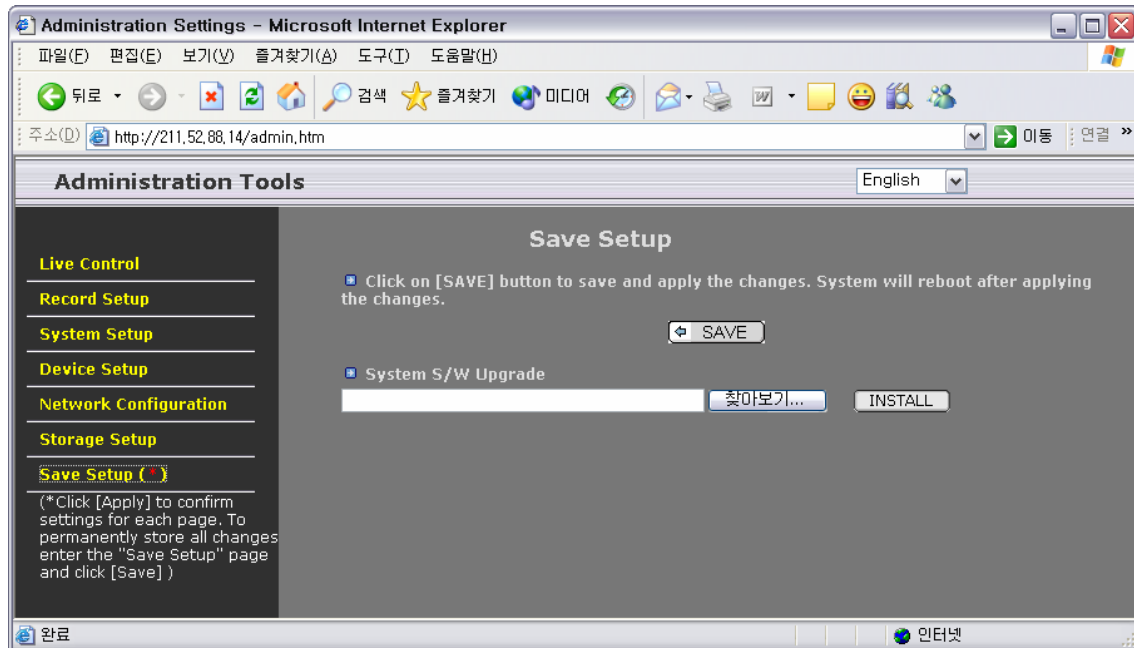 Administration Settings - Microsoft Internet Explorer
파일(F) 편집(E) 보기(V) 즐겨찾기(A) 도구(T) 도움말(H)
뒤로 검색 즐겨찾기 미디어
주소(D) http://211,52,88,14/admin,htm 이동 연결 »
Administration Tools English
Save Setup
Live Control
Record Setup
System Setup
Device Setup
Network Configuration
Storage Setup
Save Setup (*)
(*Click [Apply] to confirm
settings for each page. To
permanently store all changes
enter the "Save Setup" page
and click [Save] )
Click on [SAVE] button to save and apply the changes. System will reboot after applying
the changes.
SAVE
System S/W Upgrade
찾아보기... INSTALL
완료 인터넷